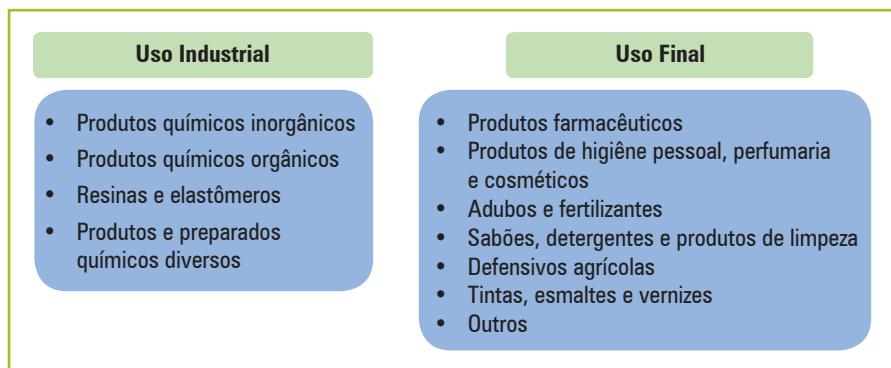 Uso Industrial
• Produtos químicos inorgânicos
• Produtos químicos orgânicos
• Resinas e elastômeros
• Produtos e preparados
químicos diversos
Uso Final
• Produtos farmacêuticos
• Produtos de higiêne pessoal, perfumaria
e cosméticos
• Adubos e fertilizantes
• Sabões, detergentes e produtos de limpeza
• Defensivos agrícolas
• Tintas, esmaltes e vernizes
• Outros